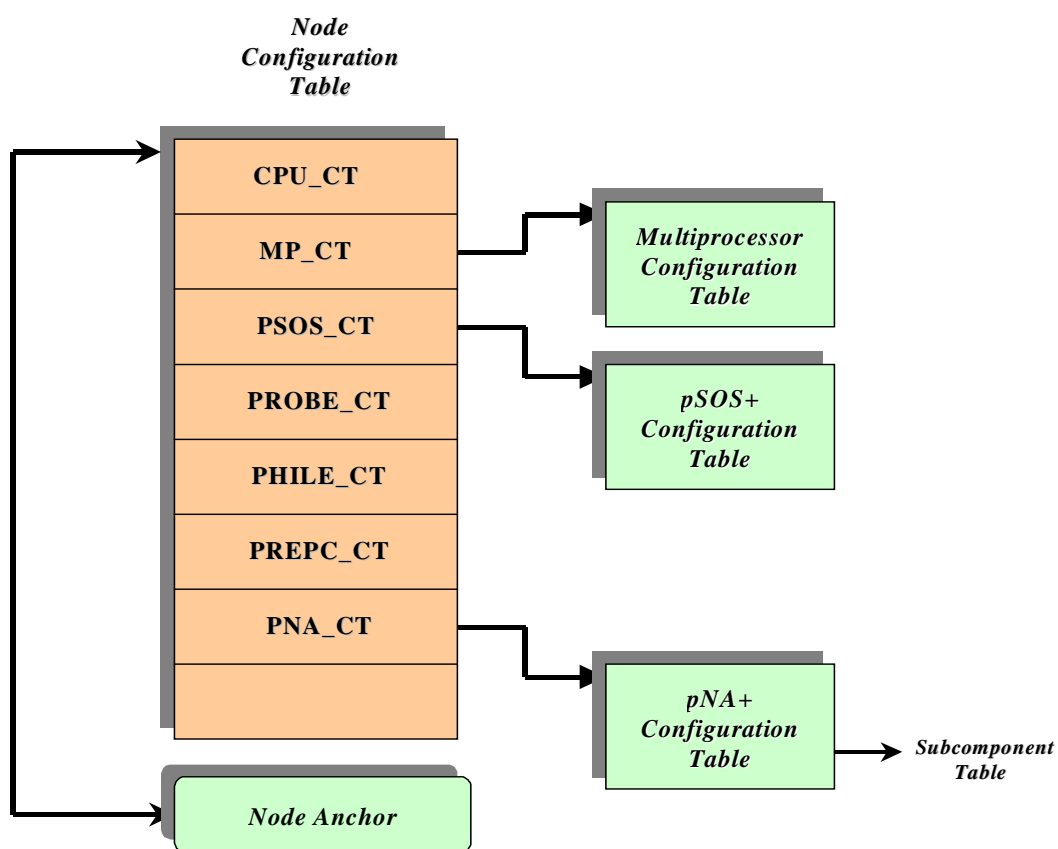 Node
Configuration
Table
CPU_CT
MP_CT
PSOS_CT
PROBE_CT
PHILE_CT
PREPC_CT
PNA_CT
Multiprocessor
Configuration
Table
pSOS+
Configuration
Table
pNA+
Configuration
Table
Subcomponent
Table
Node Anchor